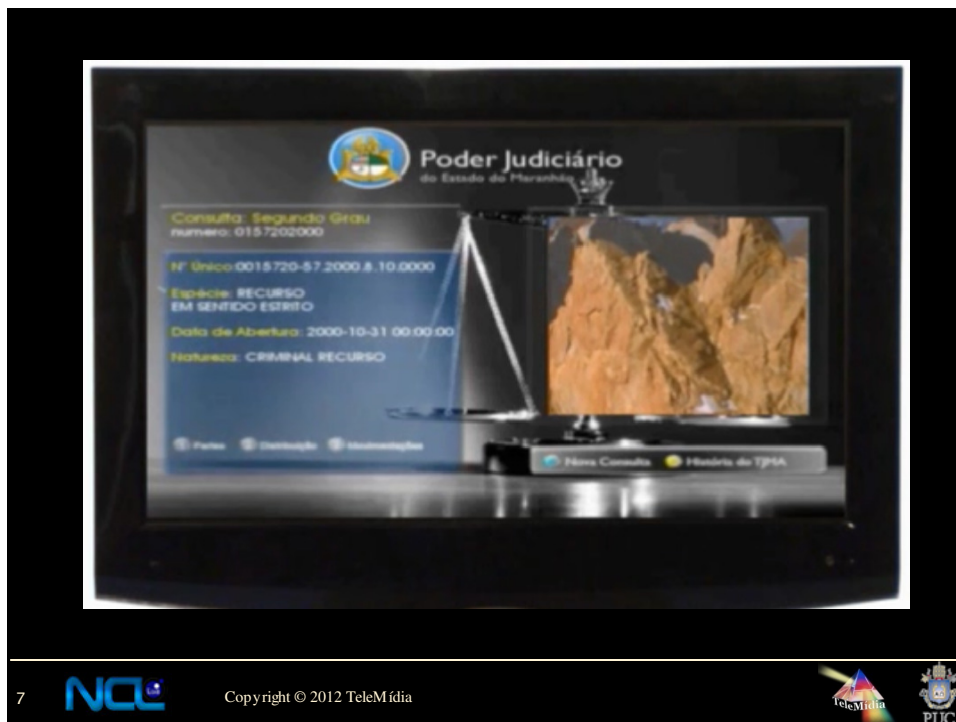 Poder Judiciário
do Estado do Maranhão
Consulta: Segundo Grau
numero: 0157202000
N° Único:0015720-57.2000.8.10.0000
Espécie: RECURSO
EM SENTIDO ESTRITO
Data de Abertura: 2000-10-31 00:00:00
Natureza: CRIMINAL RECURSO
Partes Distribuição Movimentações
Nova Consulta História do TJMA
7 NCL Copyright © 2012 TeleMídia TeleMídia PUC